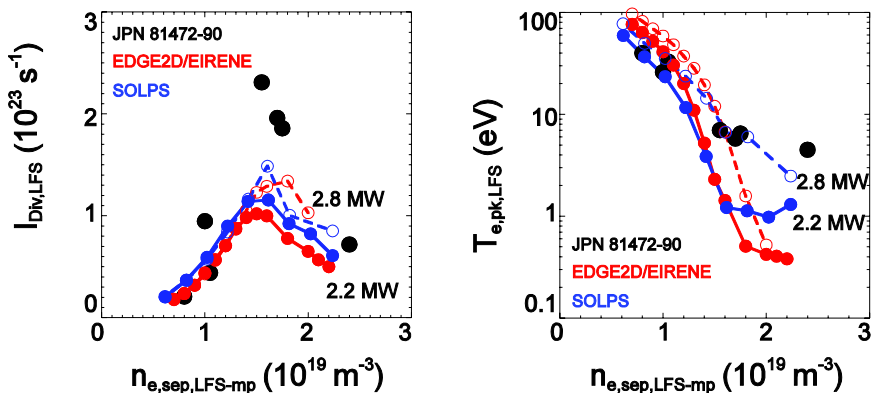 3
2
1
0
I_Div,LFS (10^23 s^-1)
JPN 81472-90
EDGE2D/EIRENE
SOLPS
2.8 MW
2.2 MW
0 1 2 3
n_e,sep,LFS-mp (10^19 m^-3)
100
10
1
0.1
T_e,pk,LFS (eV)
2.8 MW
2.2 MW
JPN 81472-90
EDGE2D/EIRENE
SOLPS
0 1 2 3
n_e,sep,LFS-mp (10^19 m^-3)